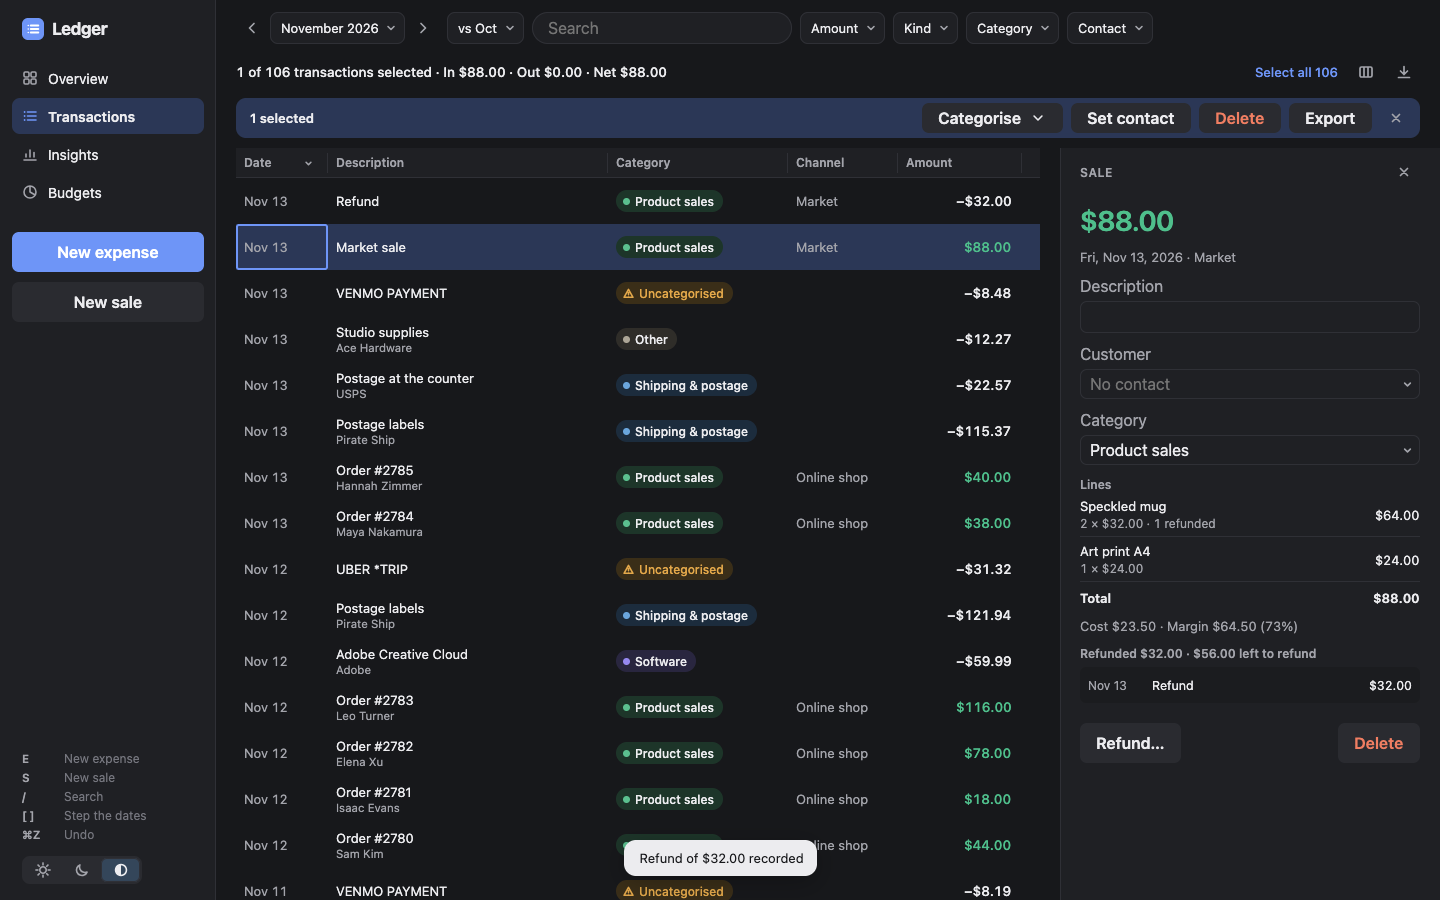 Ledger
Overview
Transactions
Insights
Budgets
New expense
New sale
E New expense
S New sale
/ Search
[ ] Step the dates
⌘Z Undo
November 2026
vs Oct
Search
Amount
Kind
Category
Contact
1 of 106 transactions selected · In $88.00 · Out $0.00 · Net $88.00
Select all 106
1 selected
Categorise
Set contact
Delete
Export
Date Description Category Channel Amount
Nov 13 Refund Product sales Market −$32.00
Nov 13 Market sale Product sales Market $88.00
Nov 13 VENMO PAYMENT Uncategorised −$8.48
Nov 13 Studio supplies Other −$12.27
Ace Hardware
Nov 13 Postage at the counter Shipping & postage −$22.57
USPS
Nov 13 Postage labels Shipping & postage −$115.37
Pirate Ship
Nov 13 Order #2785 Product sales Online shop $40.00
Hannah Zimmer
Nov 13 Order #2784 Product sales Online shop $38.00
Maya Nakamura
Nov 12 UBER *TRIP Uncategorised −$31.32
Nov 12 Postage labels Shipping & postage −$121.94
Pirate Ship
Nov 12 Adobe Creative Cloud Software −$59.99
Adobe
Nov 12 Order #2783 Product sales Online shop $116.00
Leo Turner
Nov 12 Order #2782 Product sales Online shop $78.00
Elena Xu
Nov 12 Order #2781 Product sales Online shop $18.00
Isaac Evans
Nov 12 Order #2780 shop $44.00
Sam Kim
Nov 11 VENMO PAYMENT Uncategorised −$8.19
Refund of $32.00 recorded
SALE
$88.00
Fri, Nov 13, 2026 · Market
Description
Customer
No contact
Category
Product sales
Lines
Speckled mug $64.00
2 × $32.00 · 1 refunded
Art print A4 $24.00
1 × $24.00
Total $88.00
Cost $23.50 · Margin $64.50 (73%)
Refunded $32.00 · $56.00 left to refund
Nov 13 Refund $32.00
Refund...
Delete